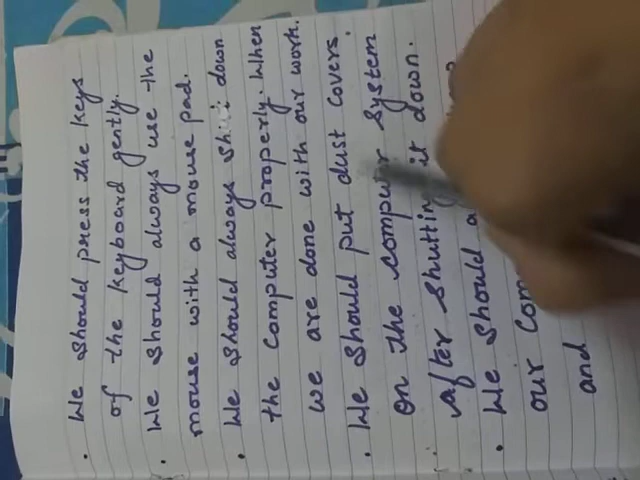 • We should press the keys
of the keyboard gently.
• We should always use the
mouse with a mouse pad.
• We should always down
the computer properly. When
we are done with our work.
• We should put dust covers.
on the computer system
after shutting it down.
• We should
our
and